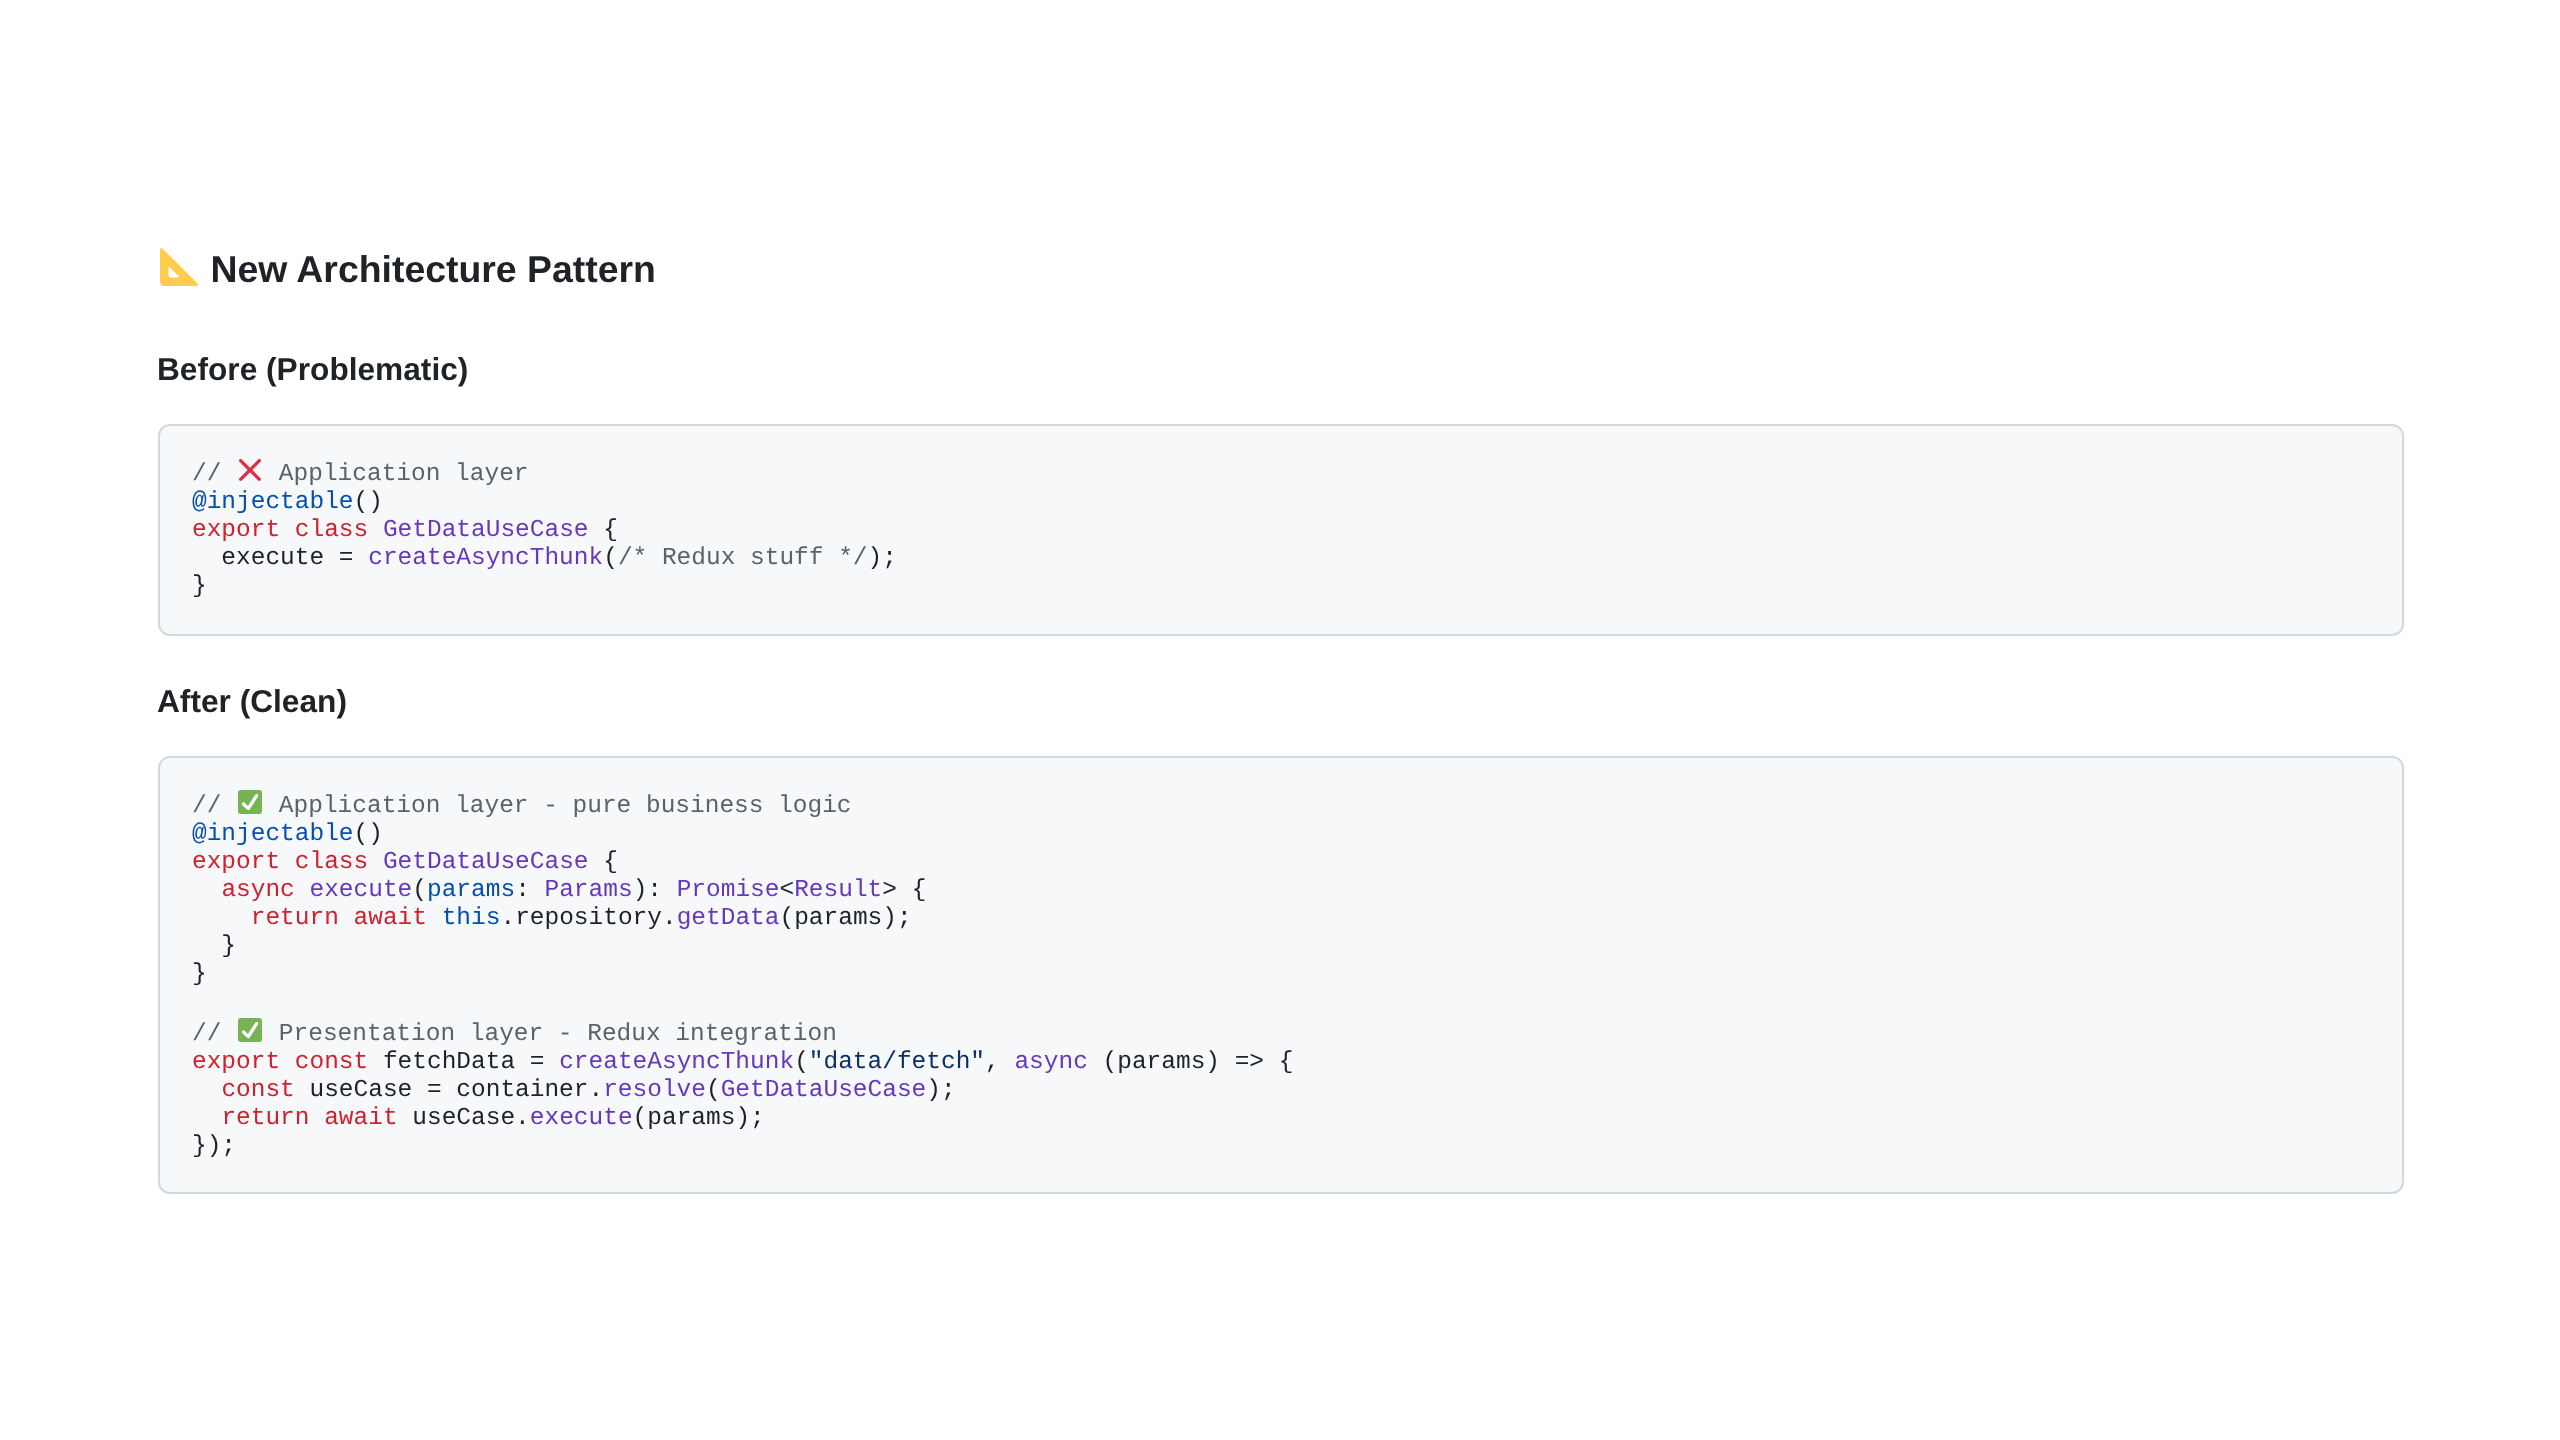 📐 New Architecture Pattern
Before (Problematic)
// ❌ Application layer
@injectable()
export class GetDataUseCase {
  execute = createAsyncThunk(/* Redux stuff */);
}
After (Clean)
// ✅ Application layer - pure business logic
@injectable()
export class GetDataUseCase {
  async execute(params: Params): Promise<Result> {
    return await this.repository.getData(params);
  }
}

// ✅ Presentation layer - Redux integration
export const fetchData = createAsyncThunk("data/fetch", async (params) => {
  const useCase = container.resolve(GetDataUseCase);
  return await useCase.execute(params);
});